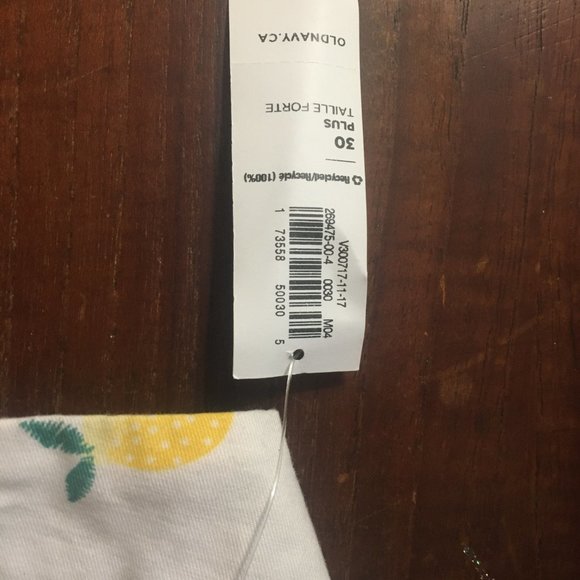 OLDNAVY.CA
30
PLUS
TAILLE FORTE
Recycled/Recyclé (100%)
V300717-11-17
269475-00-4 0030 M04
1 73558 50030 5